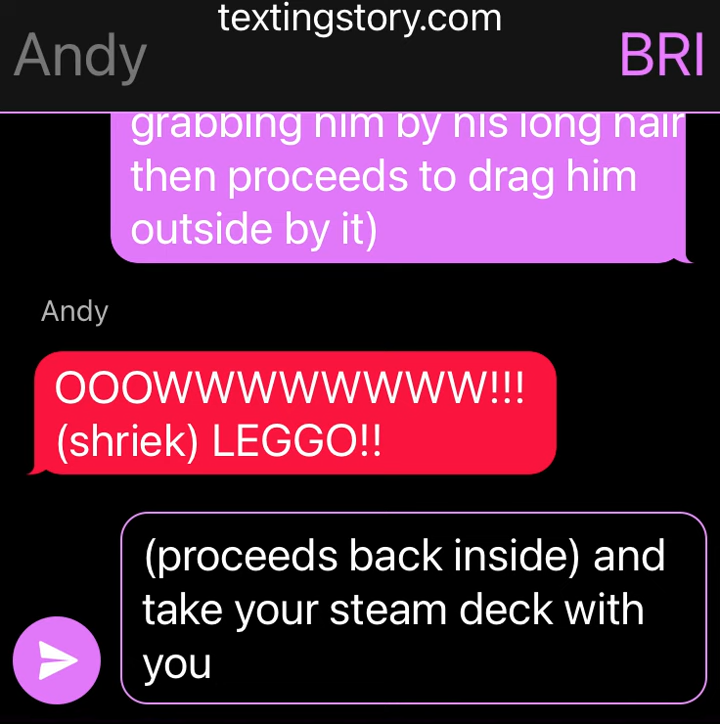 textingstory.com
Andy
BRI
grabbing him by his long hair
then proceeds to drag him
outside by it)
Andy
OOOWWWWWWWWW!!!
(shriek) LEGGO!!
(proceeds back inside) and
take your steam deck with
you